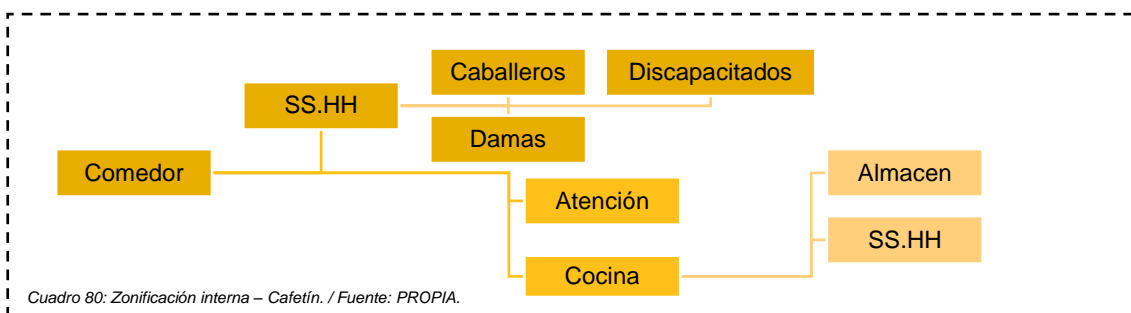 Caballeros
Discapacitados
SS.HH
Damas
Comedor
Almacen
Atención
SS.HH
Cocina
Cuadro 80: Zonificación interna – Cafetín. / Fuente: PROPIA.